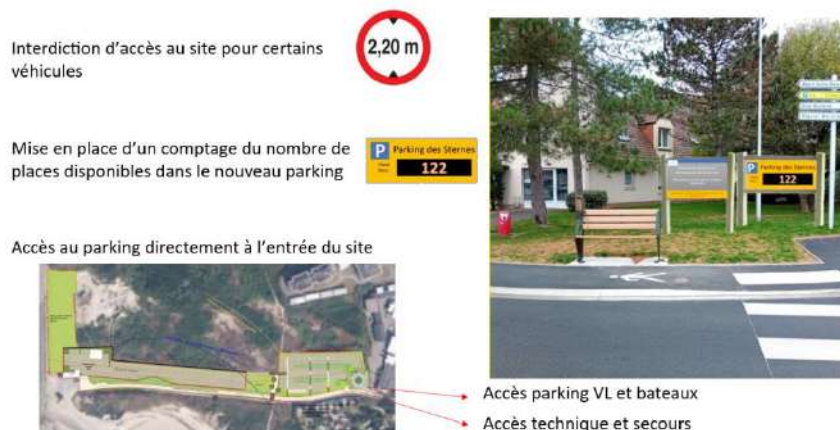 Interdiction d'accès au site pour certains
véhicules
2,20 m
Mise en place d'un comptage du nombre de
places disponibles dans le nouveau parking
P Parking des Sternes
122
Accès au parking directement à l'entrée du site
P Parking des Sternes
122
Accès parking VL et bateaux
Accès technique et secours